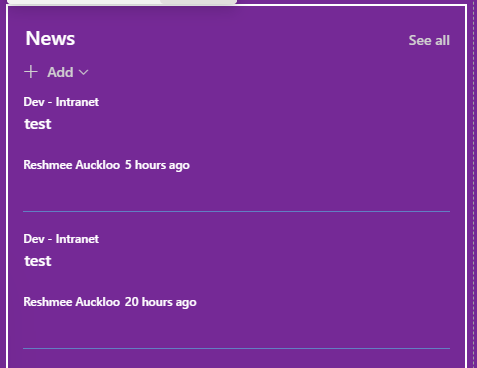 News
See all
Add
Dev - Intranet
test
Reshmee Auckloo 5 hours ago
Dev - Intranet
test
Reshmee Auckloo 20 hours ago